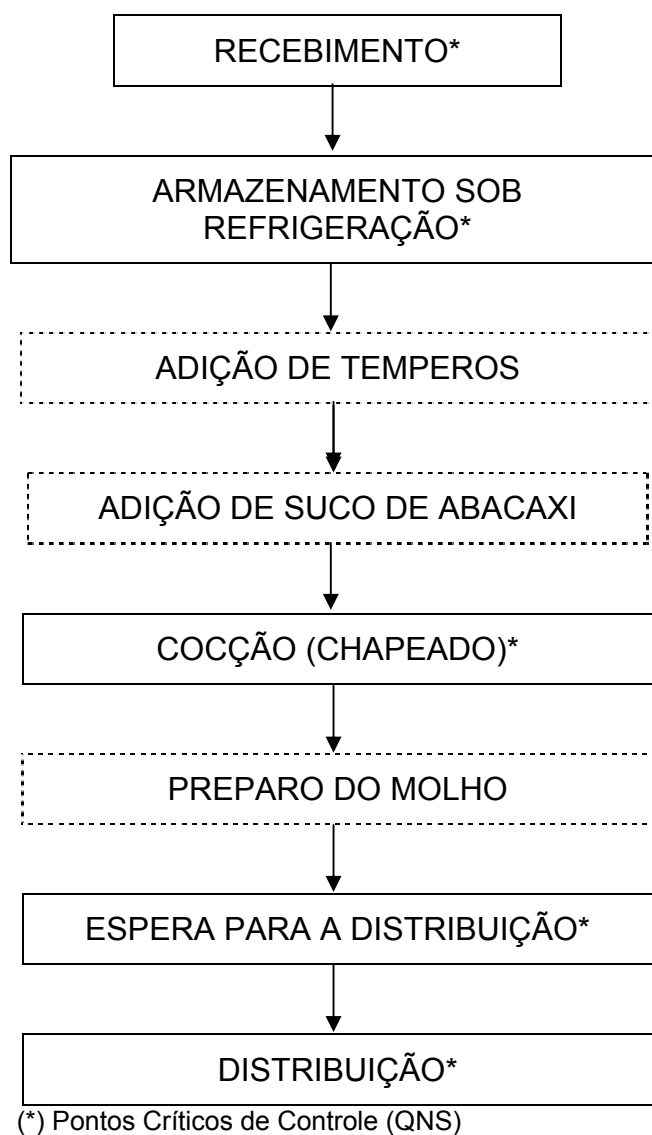 RECEBIMENTO*
ARMAZENAMENTO SOB
REFRIGERAÇÃO*
ADIÇÃO DE TEMPEROS
ADIÇÃO DE SUCO DE ABACAXI
COCÇÃO (CHAPEADO)*
PREPARO DO MOLHO
ESPERA PARA A DISTRIBUIÇÃO*
DISTRIBUIÇÃO*
(*) Pontos Críticos de Controle (QNS)